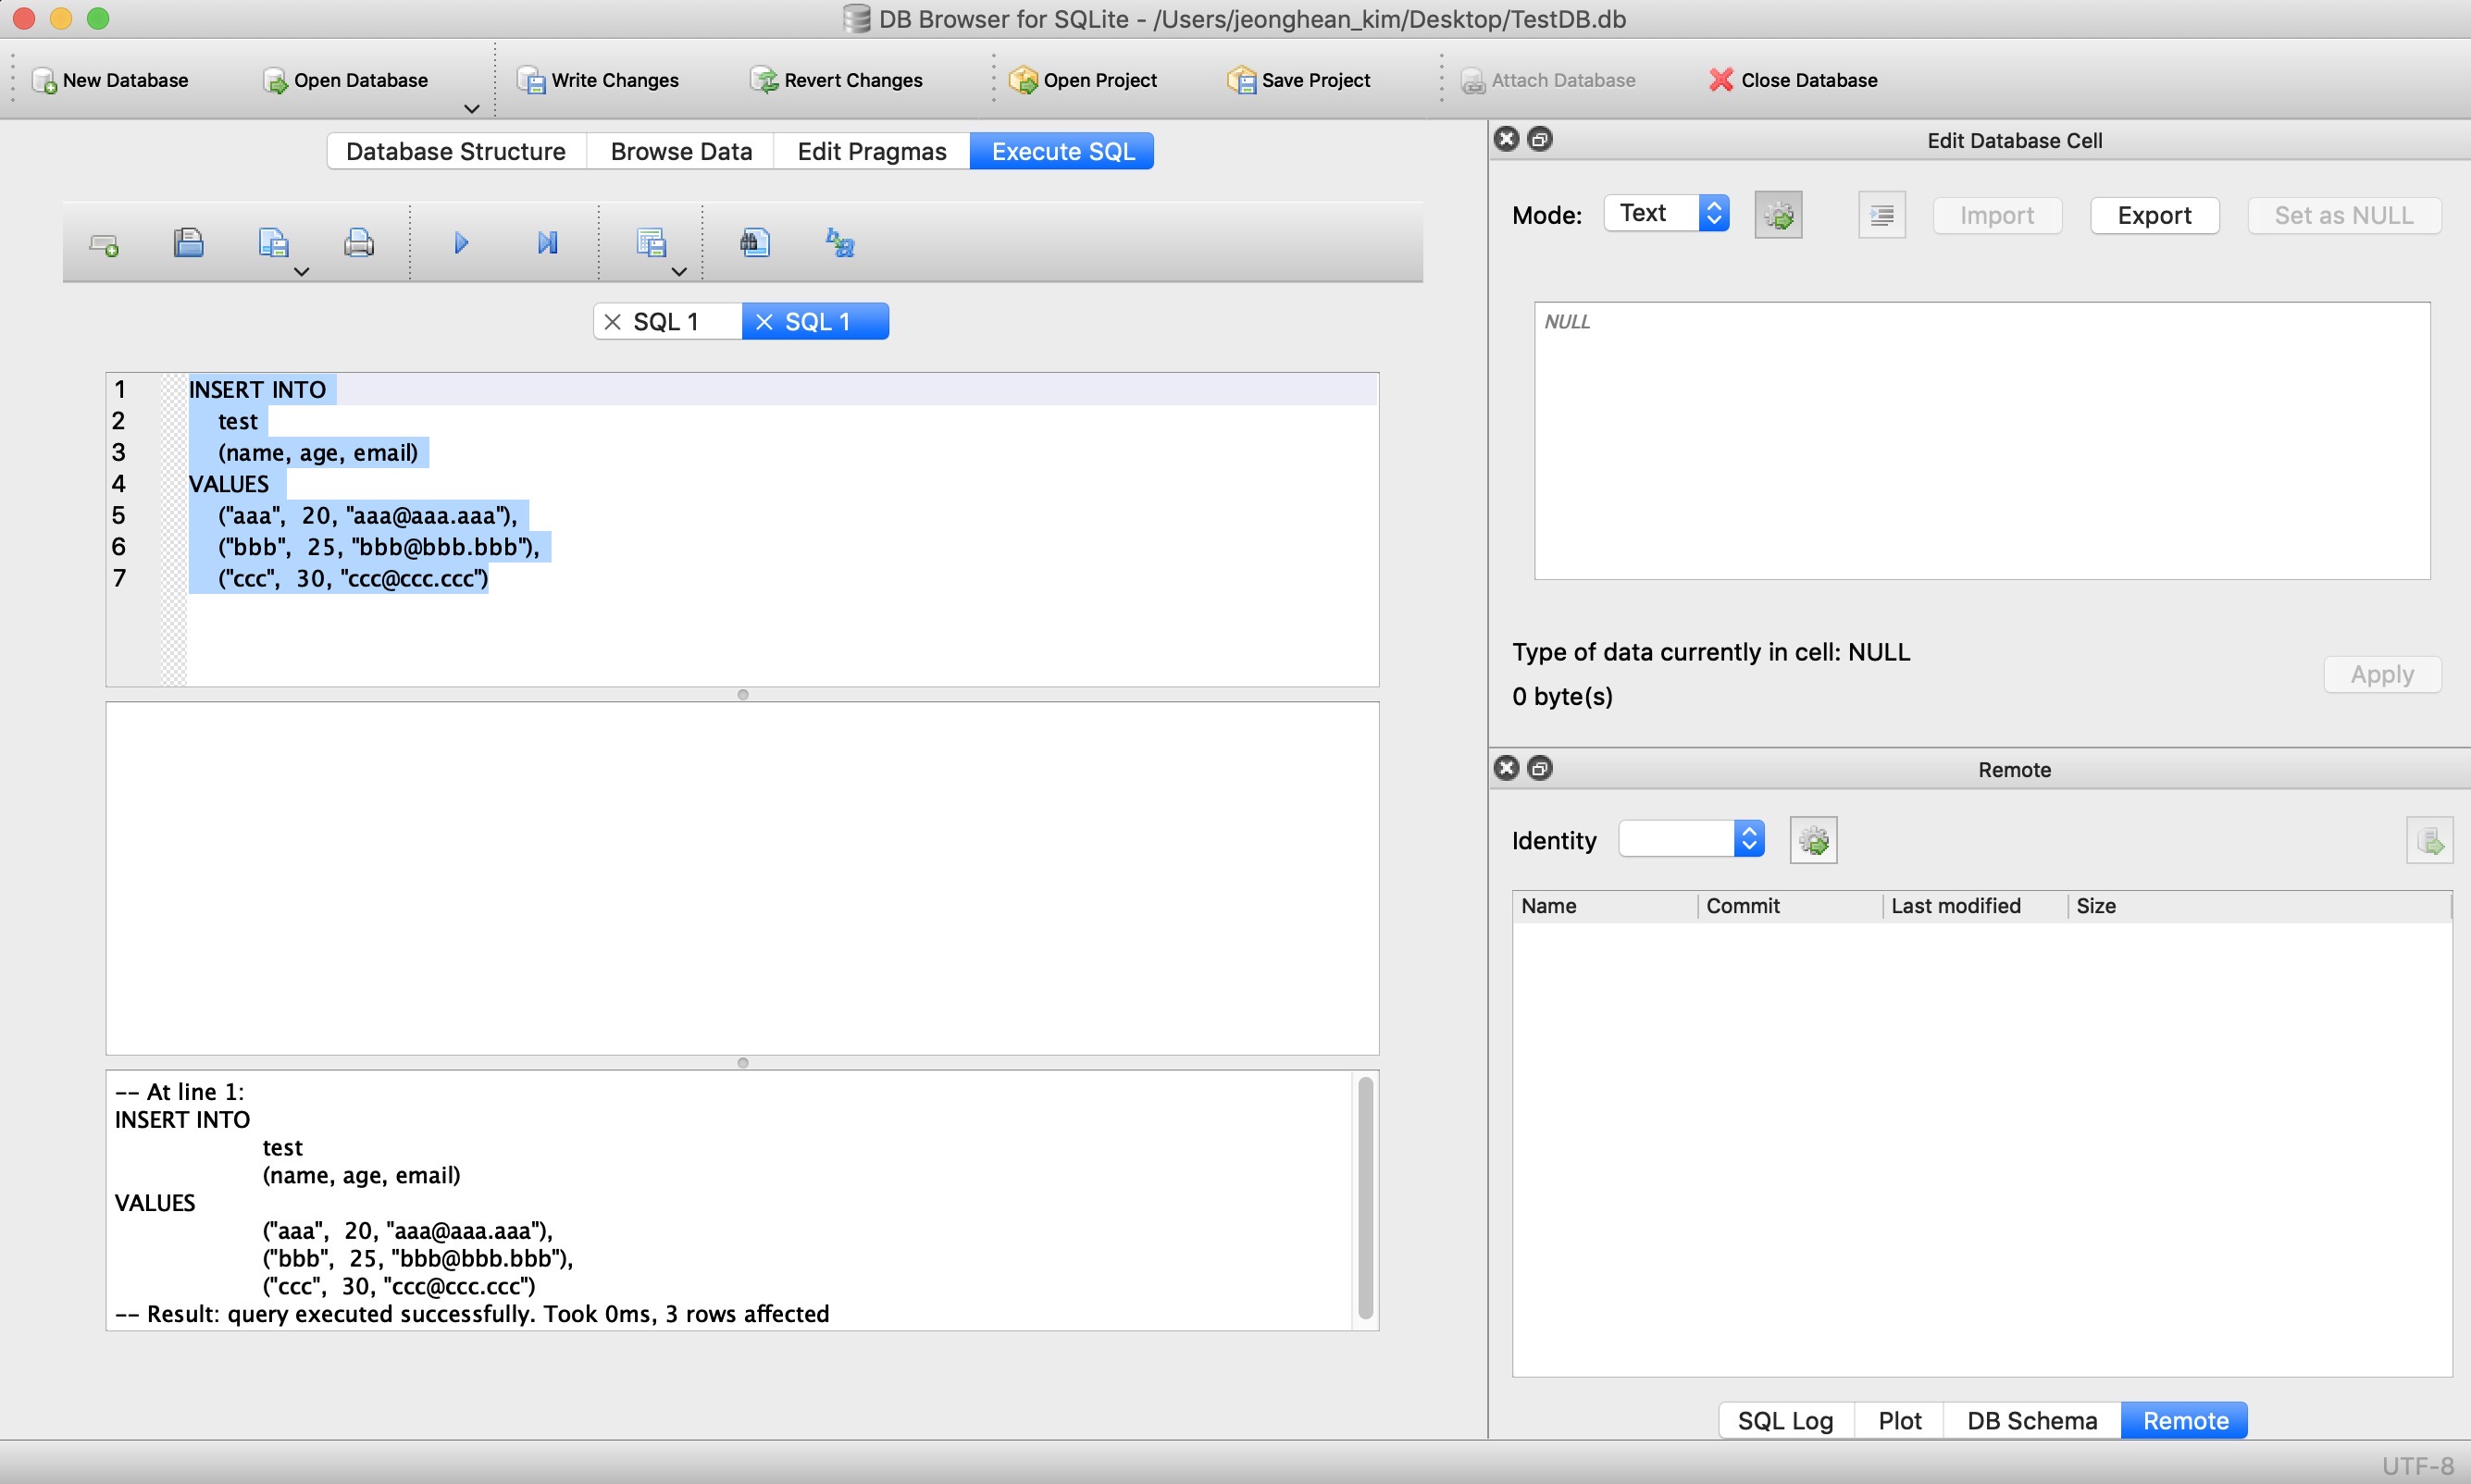 DB Browser for SQLite - /Users/jeonghean_kim/Desktop/TestDB.db
New Database Open Database Write Changes Revert Changes Open Project Save Project Attach Database Close Database
Database Structure Browse Data Edit Pragmas Execute SQL
SQL 1 SQL 1
1 INSERT INTO
2 test
3 (name, age, email)
4 VALUES
5 ("aaa", 20, "aaa@aaa.aaa"),
6 ("bbb", 25, "bbb@bbb.bbb"),
7 ("ccc", 30, "ccc@ccc.ccc")
-- At line 1:
INSERT INTO
test
(name, age, email)
VALUES
("aaa", 20, "aaa@aaa.aaa"),
("bbb", 25, "bbb@bbb.bbb"),
("ccc", 30, "ccc@ccc.ccc")
-- Result: query executed successfully. Took 0ms, 3 rows affected
Edit Database Cell
Mode: Text Import Export Set as NULL
NULL
Type of data currently in cell: NULL
0 byte(s)
Apply
Remote
Identity
Name Commit Last modified Size
SQL Log Plot DB Schema Remote
UTF-8